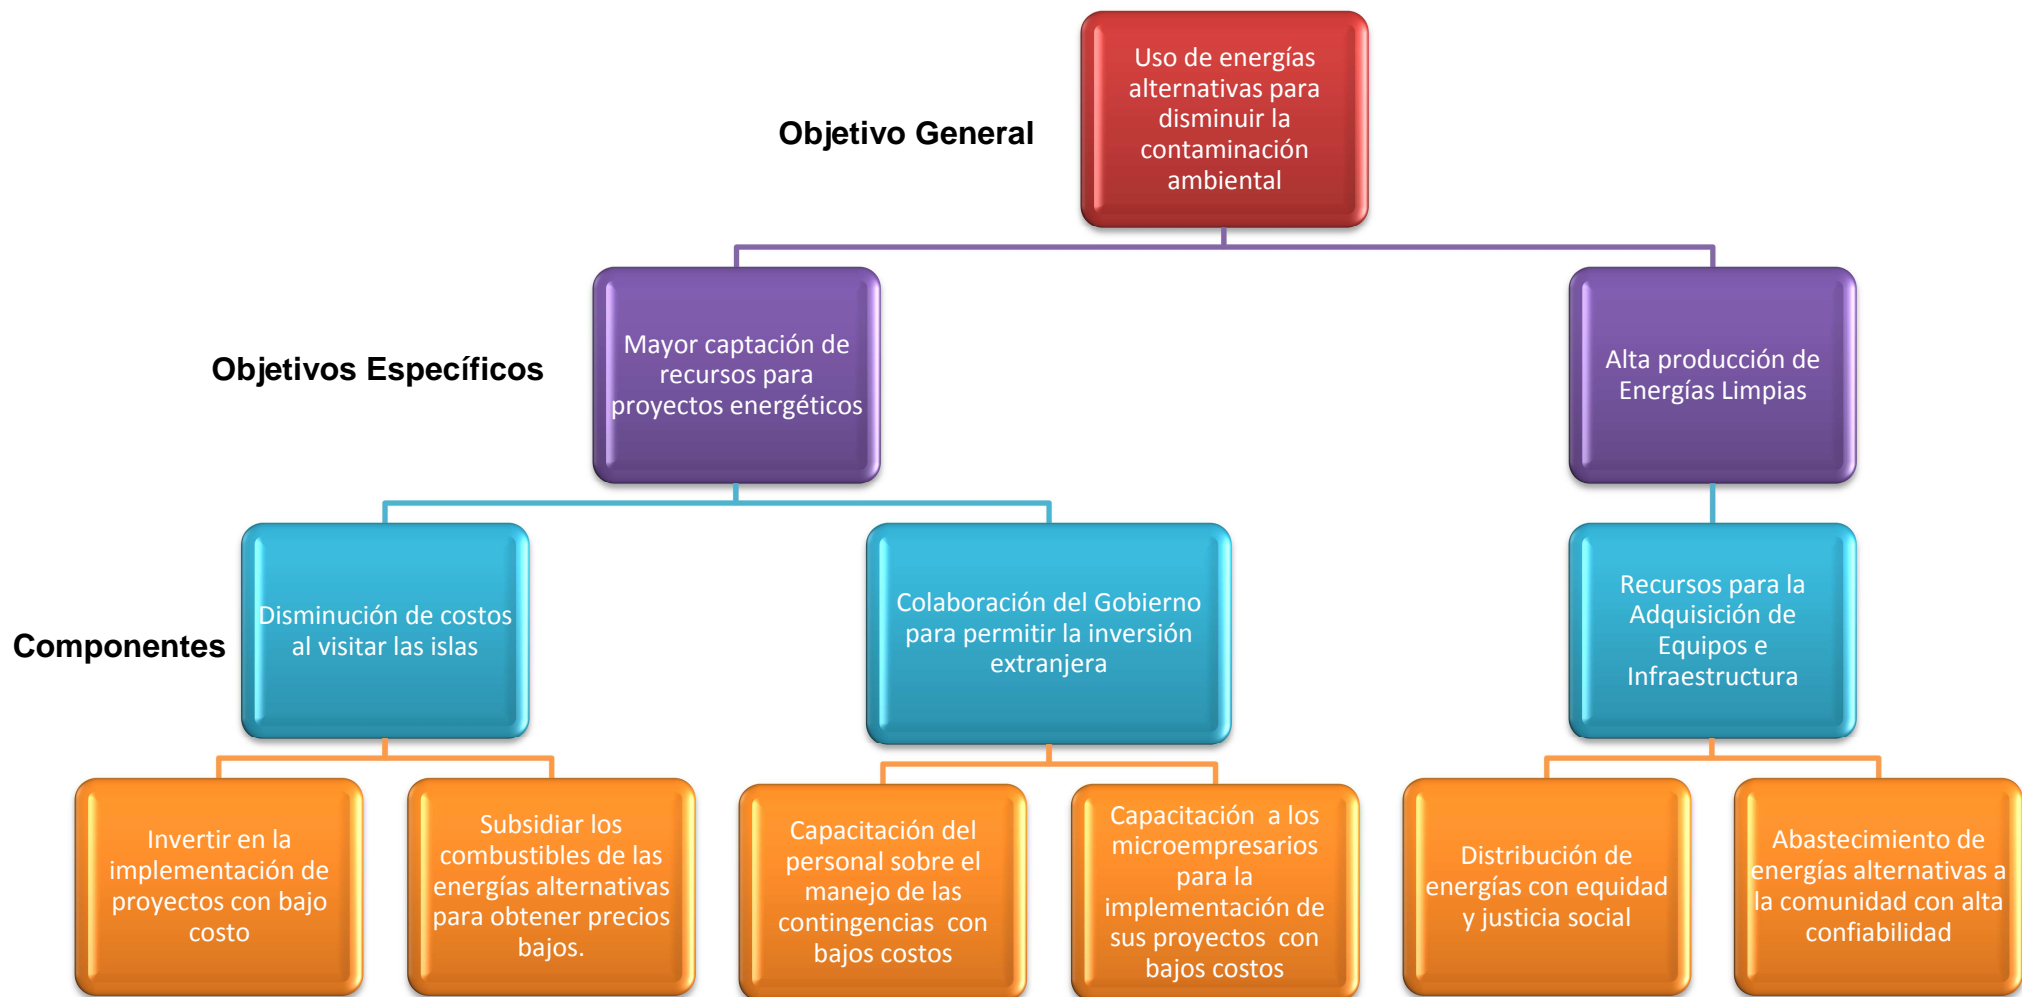 Uso de energías
alternativas para
disminuir la
contaminación
ambiental
Objetivo General
Mayor captación de
recursos para
proyectos energéticos
Alta producción de
Energías Limpias
Objetivos Específicos
Disminución de costos
al visitar las islas
Colaboración del Gobierno
para permitir la inversión
extranjera
Recursos para la
Adquisición de
Equipos e
Infraestructura
Componentes
Invertir en la
implementación de
proyectos con bajo
costo
Subsidiar los
combustibles de las
energías alternativas
para obtener precios
bajos.
Capacitación del
personal sobre el
manejo de las
contingencias  con
bajos costos
Capacitación  a los
microempresarios
para la
implementación de
sus proyectos  con
bajos costos
Distribución de
energías con equidad
y justicia social
Abastecimiento de
energías alternativas a
la comunidad con alta
confiabilidad